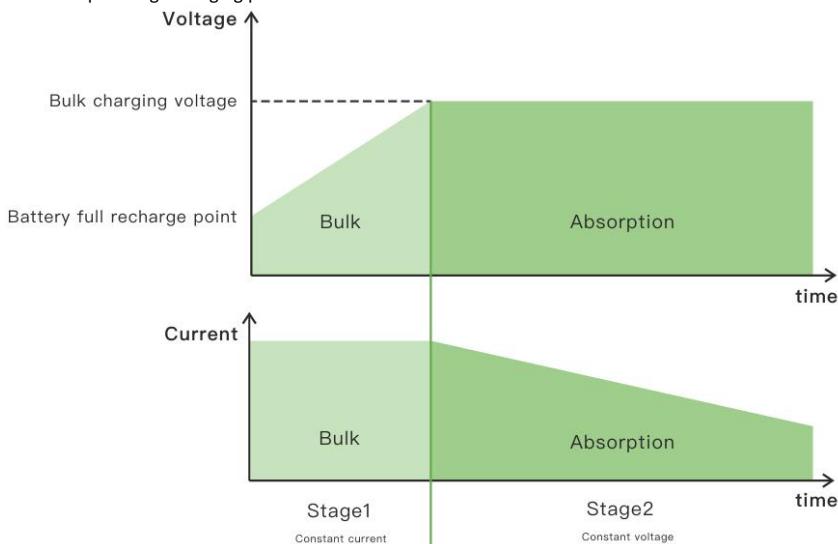 Voltage
Bulk charging voltage
Battery full recharge point
Bulk
Absorption
time
Current
Bulk
Absorption
time
Stage1
Stage2
Constant current
Constant voltage